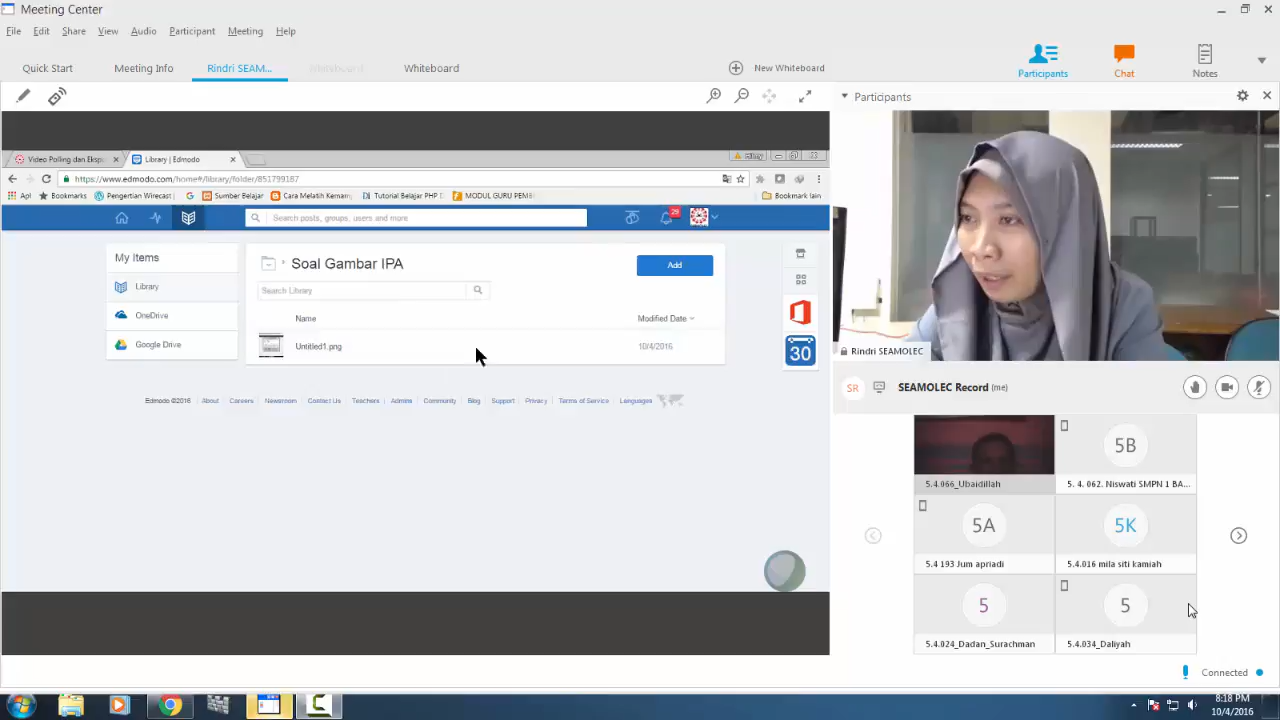 Meeting Center
File Edit Share View Audio Participant Meeting Help
Quick Start Meeting Info Rindri SEAM... Whiteboard Whiteboard New Whiteboard
Participants Chat Notes
Participants
Video Polling dan Ekspo Library | Edmodo
https://www.edmodo.com/home#/library/folder/851799187
Apl Bookmarks Pengertian Wirecast G Sumber Belajar Cara Melatih Kemam Tutorial Belajar PHP D MODUL GURU PEMB Bookmark lain
Search posts, groups, users and more 29
My Items
Library
OneDrive
Google Drive
Soal Gambar IPA Add
Search Library
Name Modified Date
Untitled1.png 10/4/2016
30
Edmodo ©2016 About Careers Newsroom Contact Us Teachers Admins Community Blog Support Privacy Terms of Service Languages
Rindri SEAMOLEC
SR SEAMOLEC Record (me)
5.4.066_Ubaidillah
5B
5. 4. 062. Niswati SMPN 1 BA...
5A
5.4 193 Jum apriadi
5K
5.4.016 mila siti kamiah
5
5.4.024_Dadan_Surachman
5
5.4.034_Daliyah
Connected
8:18 PM
10/4/2016